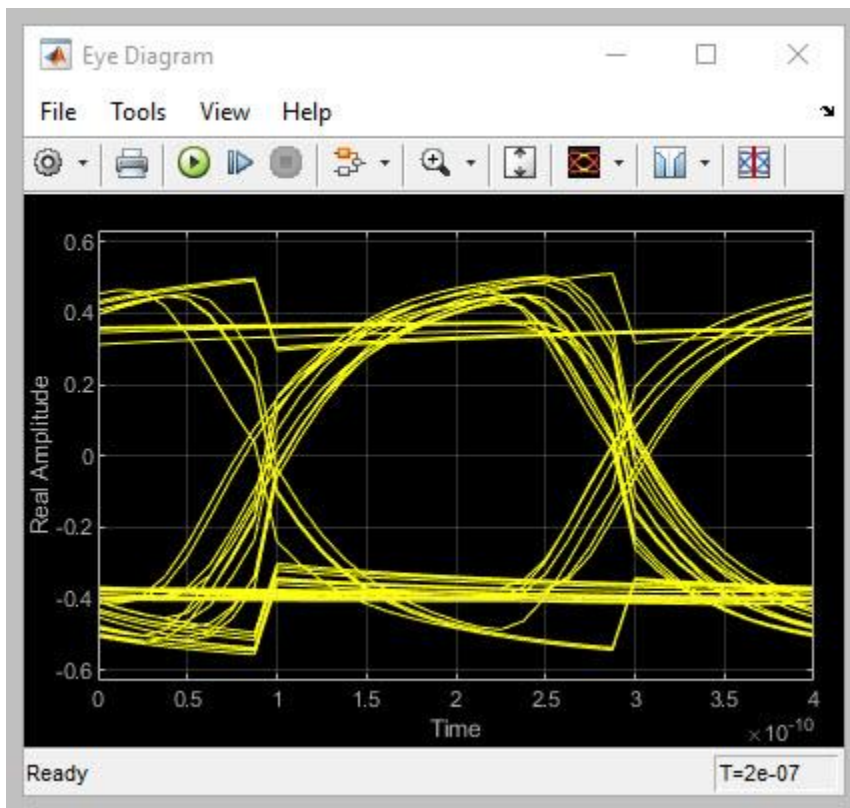 Eye Diagram
File Tools View Help
0.6
0.4
0.2
0
-0.2
-0.4
-0.6
Real Amplitude
0 0.5 1 1.5 2 2.5 3 3.5 4
Time
×10⁻¹⁰
Ready T=2e-07